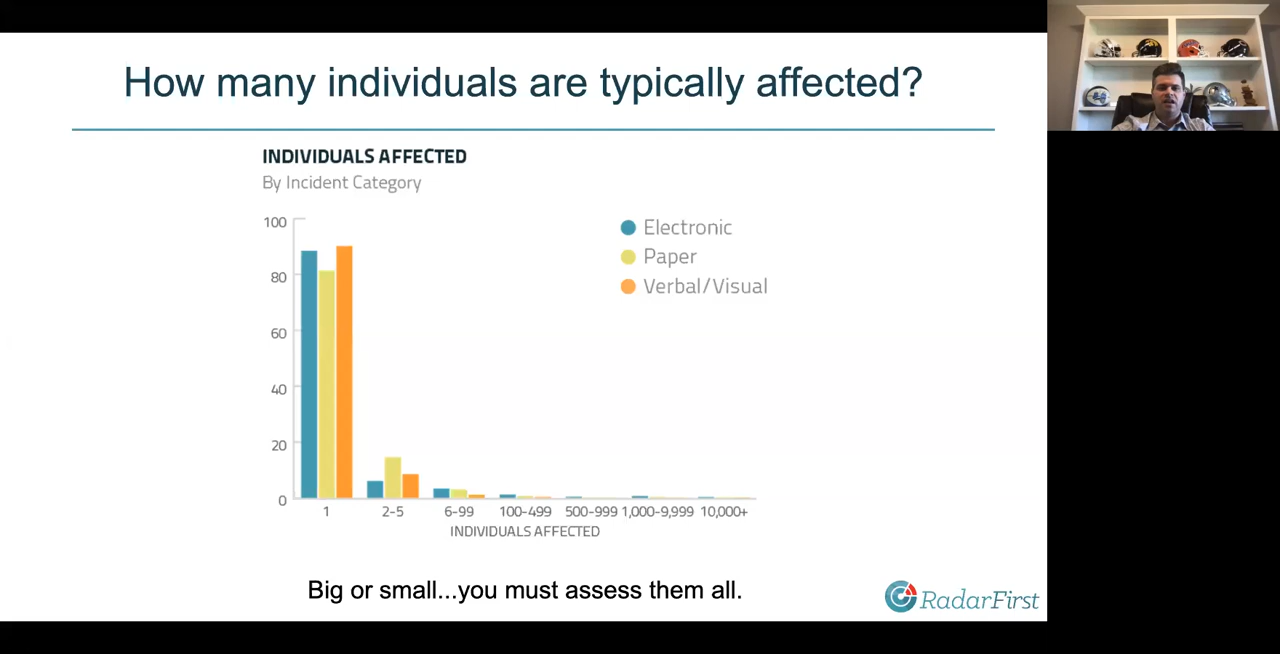 How many individuals are typically affected?
INDIVIDUALS AFFECTED
By Incident Category
100
80
60
40
20
0
Electronic
Paper
Verbal/Visual
1 2-5 6-99 100-499 500-999 1,000-9,999 10,000+
INDIVIDUALS AFFECTED
Big or small...you must assess them all.
RadarFirst